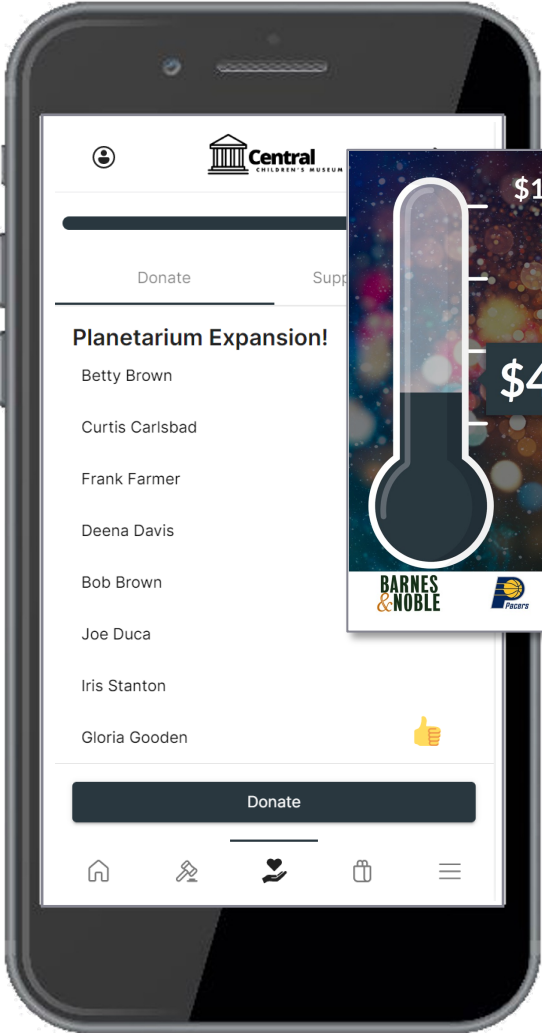 Central
CHILDREN'S MUSEUM
Donate
Planetarium Expansion!
Betty Brown
Curtis Carlsbad
Frank Farmer
Deena Davis
Bob Brown
Joe Duca
Iris Stanton
Gloria Gooden
Donate
BARNES
&NOBLE
Pacers